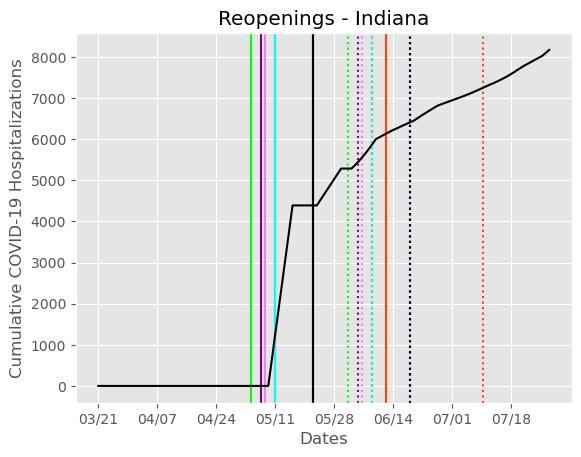 Reopenings - Indiana
Cumulative COVID-19 Hospitalizations
8000
7000
6000
5000
4000
3000
2000
1000
0
03/21 04/07 04/24 05/11 05/28 06/14 07/01 07/18
Dates